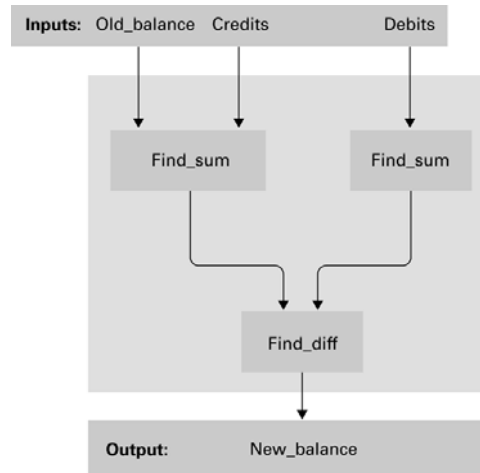 Inputs: Old_balance Credits Debits
Find_sum Find_sum
Find_diff
Output: New_balance